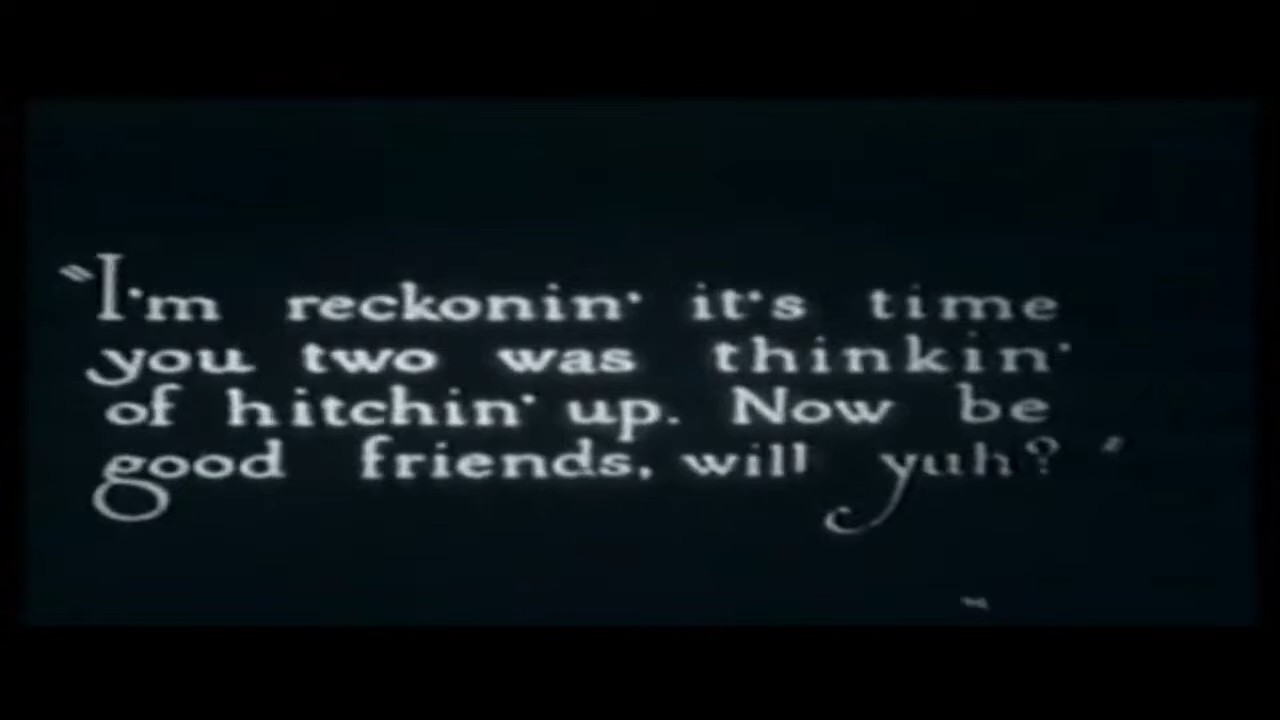 "I'm reckonin' it's time
you two was thinkin'
of hitchin' up. Now be
good friends, will yuh?"